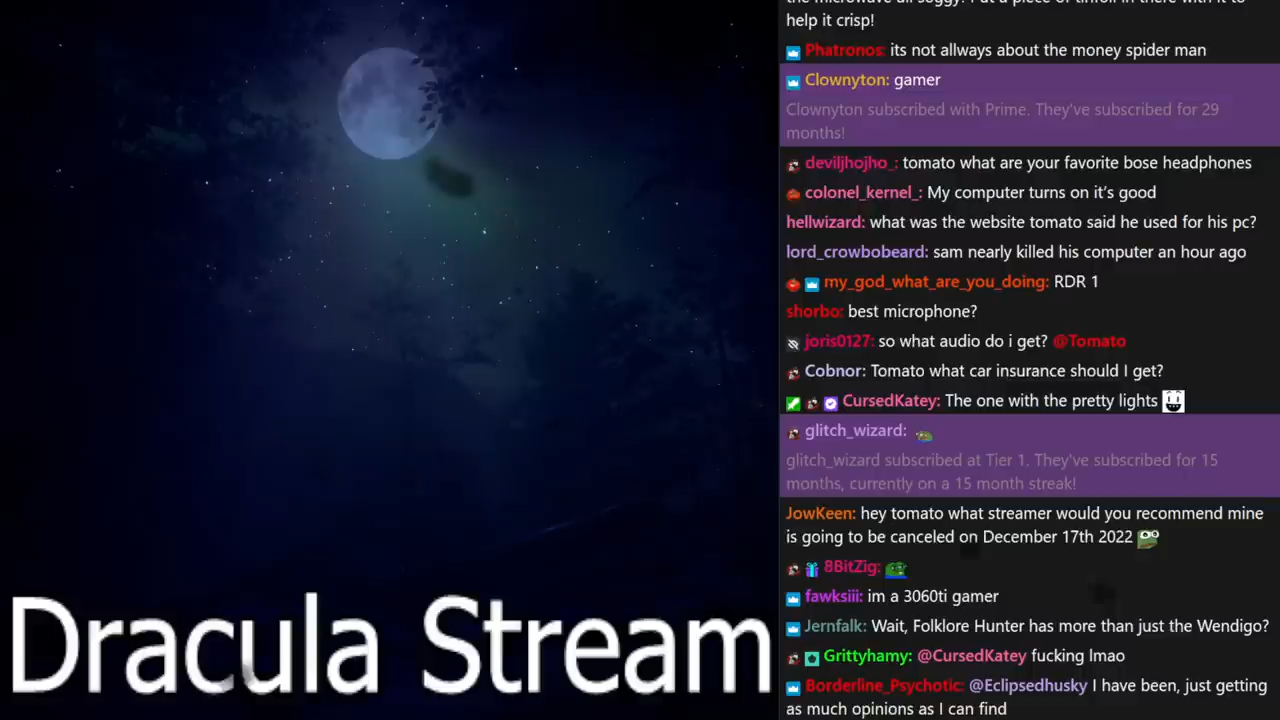 the microwave all soggy! I put a piece of tinfoil in there with it to
help it crisp!
Phatronos: its not allways about the money spider man
Clownyton: gamer
Clownyton subscribed with Prime. They've subscribed for 29
months!
deviljhojho_: tomato what are your favorite bose headphones
colonel_kernel_: My computer turns on it's good
hellwizard: what was the website tomato said he used for his pc?
lord_crowbobeard: sam nearly killed his computer an hour ago
my_god_what_are_you_doing: RDR 1
shorbo: best microphone?
joris0127: so what audio do i get? @Tomato
Cobnor: Tomato what car insurance should I get?
CursedKatey: The one with the pretty lights
glitch_wizard:
glitch_wizard subscribed at Tier 1. They've subscribed for 15
months, currently on a 15 month streak!
JowKeen: hey tomato what streamer would you recommend mine
is going to be canceled on December 17th 2022
8BitZig:
fawksiii: im a 3060ti gamer
Jernfalk: Wait, Folklore Hunter has more than just the Wendigo?
Grittyhamy: @CursedKatey fucking lmao
Borderline_Psychotic: @Eclipsedhusky I have been, just getting
as much opinions as I can find
Dracula Stream